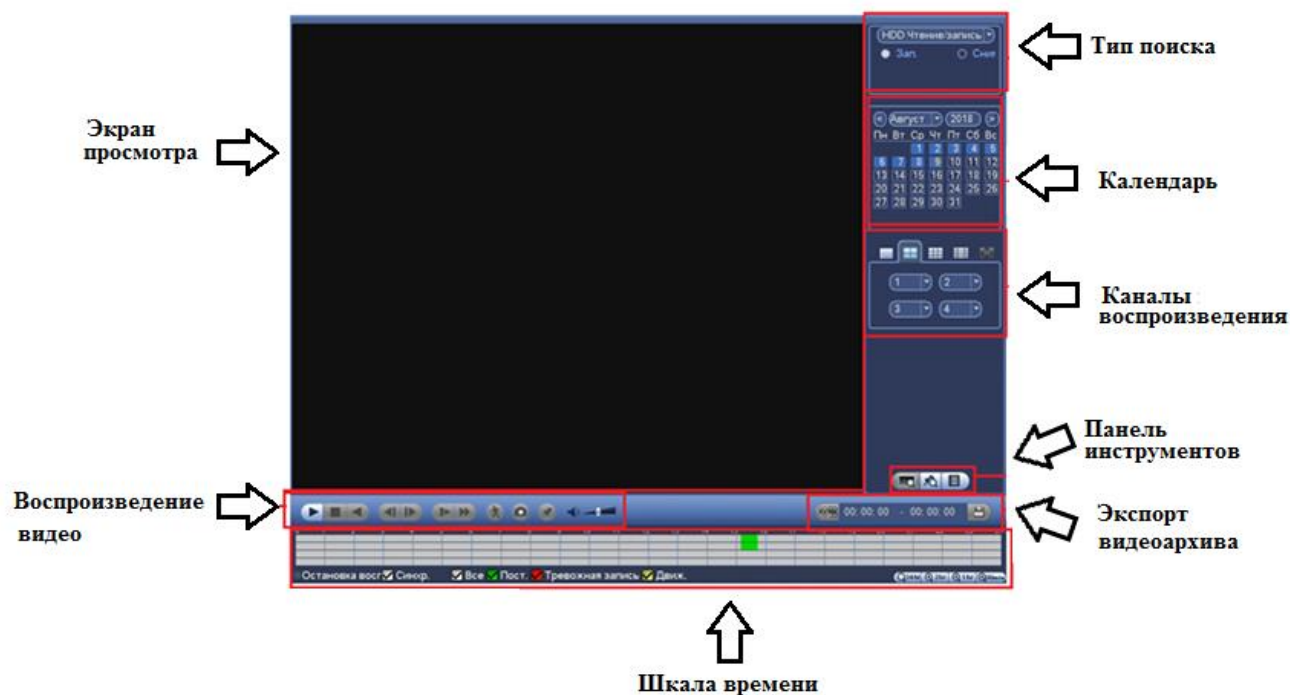 HDD Чтение/запись
Зап.
Тип поиска
Экран
просмотра
Август 2018
Пн Вт Ср Чт Пт Сб Вс
1 2 3 4 5
6 7 8 9 10 11 12
13 14 15 16 17 18 19
20 21 22 23 24 25 26
27 28 29 30 31
Календарь
1 2
3 4
Каналы
воспроизведения
Панель
инструментов
Воспроизведение
видео
00: 00: 00 - 00: 00: 00
Экспорт
видеоархива
Остановка восг Синхр. Все Пост. Тревожная запись Движ.
Шкала времени